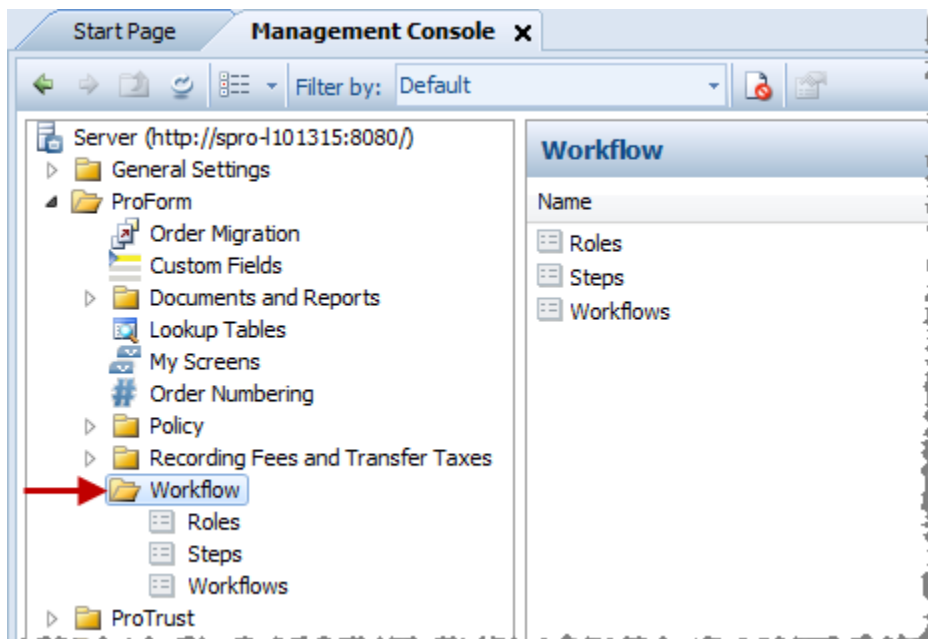 Start Page
Management Console
Filter by: Default
Server (http://spro-l101315:8080/)
General Settings
ProForm
Order Migration
Custom Fields
Documents and Reports
Lookup Tables
My Screens
Order Numbering
Policy
Recording Fees and Transfer Taxes
Workflow
Roles
Steps
Workflows
ProTrust
Workflow
Name
Roles
Steps
Workflows